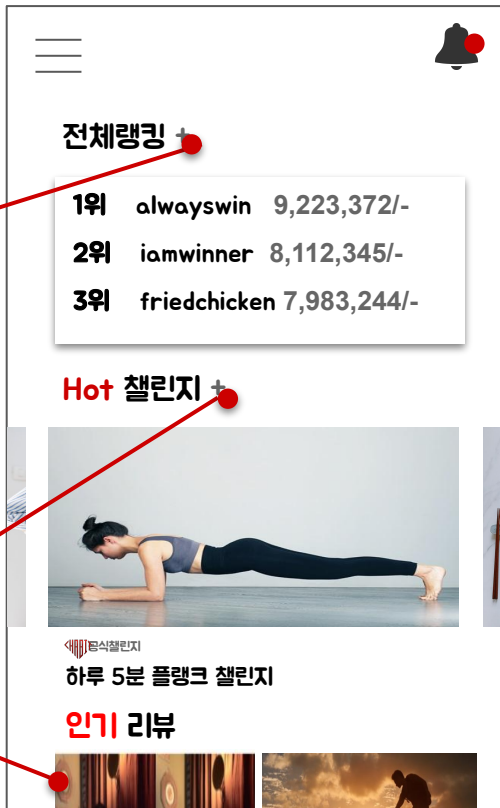 전체랭킹 +
1위 alwayswin 9,223,372/-
2위 iamwinner 8,112,345/-
3위 friedchicken 7,983,244/-
Hot 챌린지 +
공식챌린지
하루 5분 플랭크 챌린지
인기 리뷰